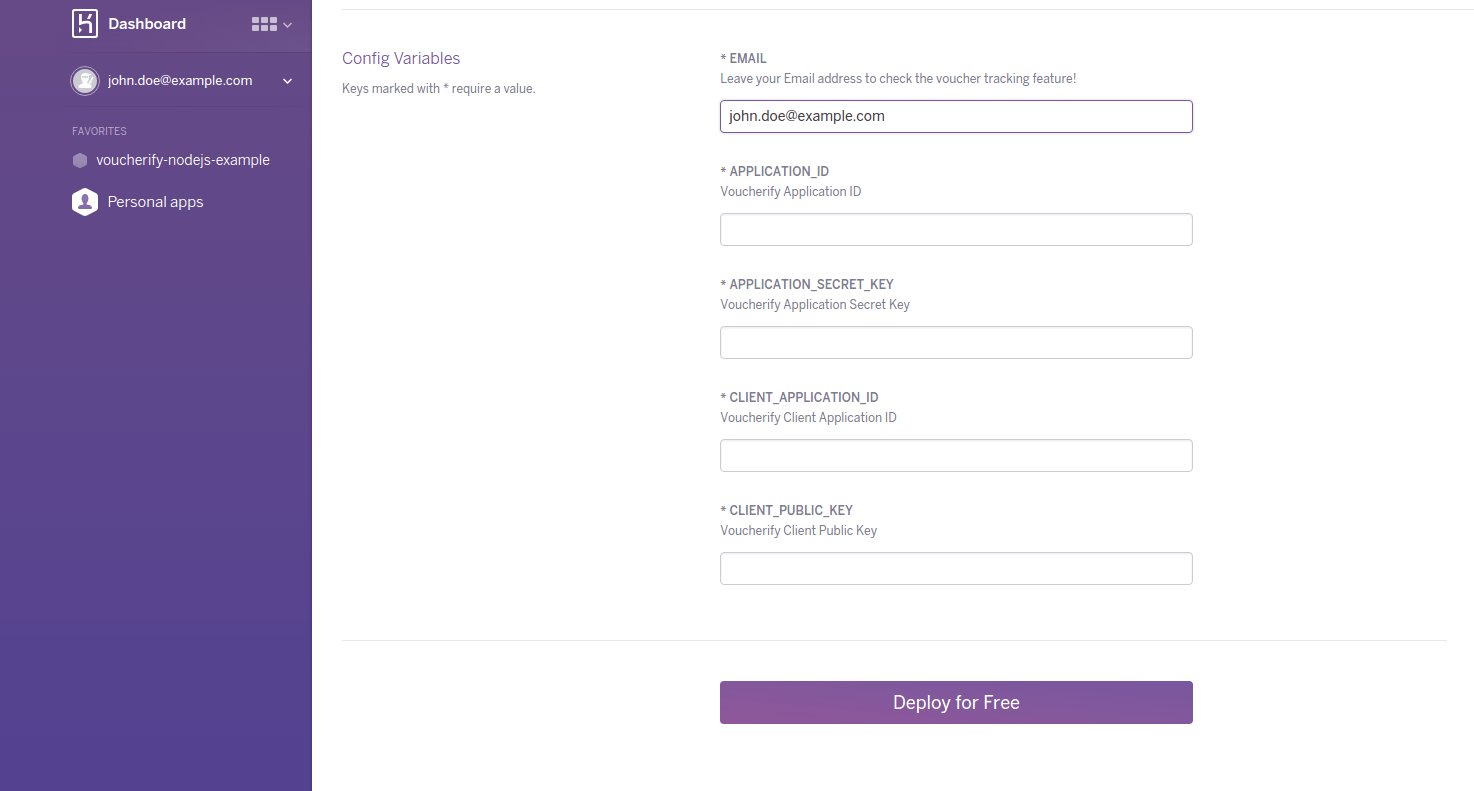 Dashboard
john.doe@example.com
FAVORITES
voucherify-nodejs-example
Personal apps
Config Variables
Keys marked with * require a value.
* EMAIL
Leave your Email address to check the voucher tracking feature!
john.doe@example.com
* APPLICATION_ID
Voucherify Application ID
* APPLICATION_SECRET_KEY
Voucherify Application Secret Key
* CLIENT_APPLICATION_ID
Voucherify Client Application ID
* CLIENT_PUBLIC_KEY
Voucherify Client Public Key
Deploy for Free